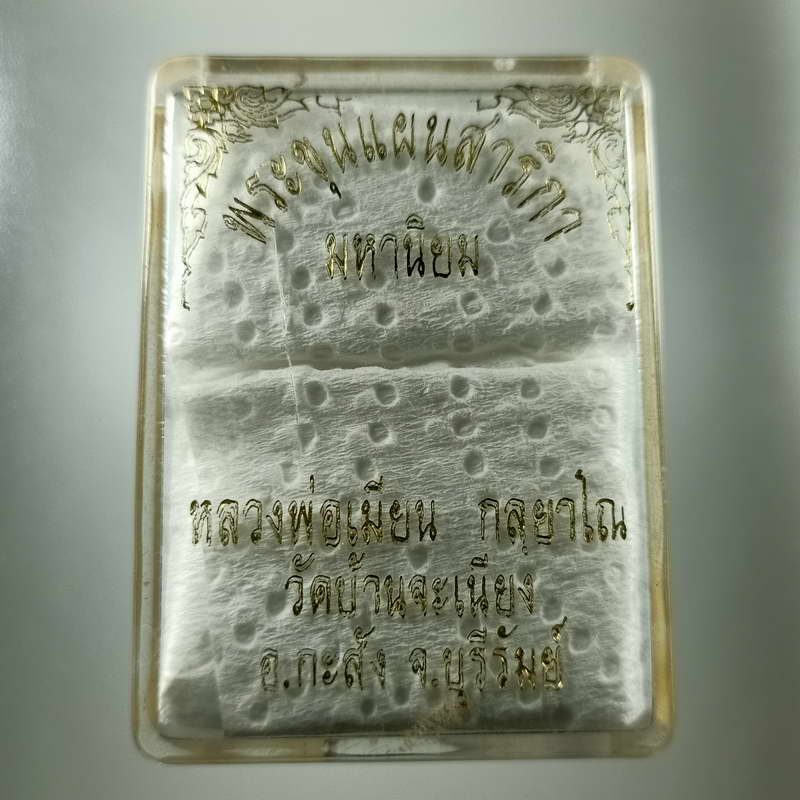 พระขุนแผนสาริกา
มหานิยม
หลวงพ่อเมียน กลฺยาโณ
วัดบ้านจะเนียง
อ.กะสัง จ.บุรีรัมย์